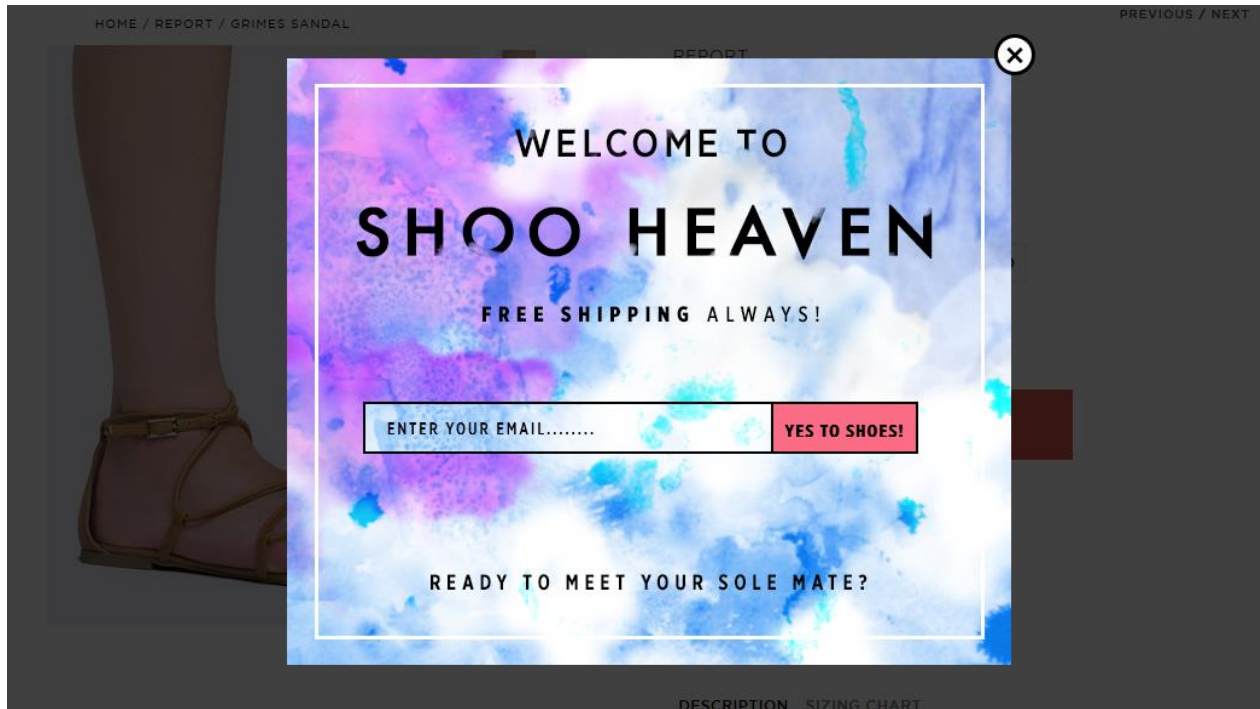 HOME / REPORT / GRIMES SANDAL
PREVIOUS / NEXT
REPORT
WELCOME TO
SHOO HEAVEN
FREE SHIPPING ALWAYS!
ENTER YOUR EMAIL........
YES TO SHOES!
READY TO MEET YOUR SOLE MATE?
DESCRIPTION SIZING CHART